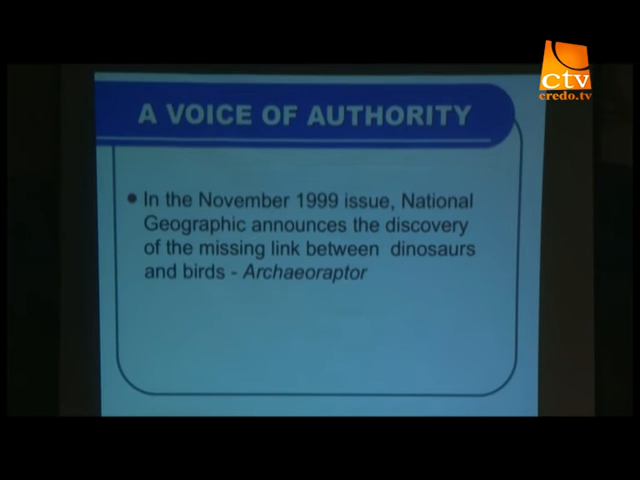 ctv
credo.tv
A VOICE OF AUTHORITY
• In the November 1999 issue, National
Geographic announces the discovery
of the missing link between dinosaurs
and birds - Archaeoraptor